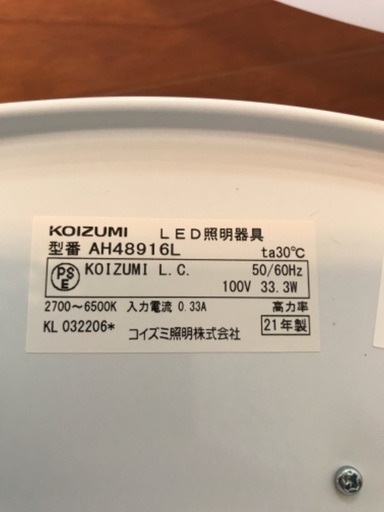 KOIZUMI LED照明器具
型番 AH48916L ta30℃
PSE KOIZUMI L.C. 50/60Hz
100V 33.3W
2700～6500K 入力電流 0.33A 高力率
KL 032206* コイズミ照明株式会社 21年製